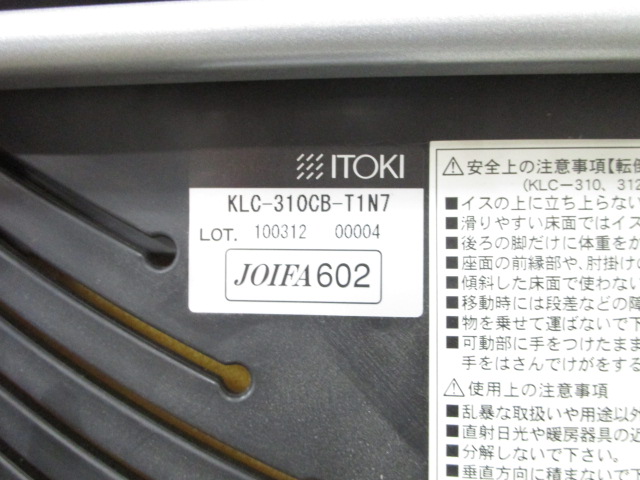 ITOKI
KLC-310CB-T1N7
LOT. 100312 00004
JOIFA602
⚠安全上の注意事項【転倒
(KLC-310、312
■イスの上に立ち上らない
■滑りやすい床面ではイス
■後ろの脚だけに体重をか
■座面の前縁部や、肘掛けの
■傾斜した床面で使わない
■移動時には段差などの障
■物を乗せて運ばないで下
■可動部に手をつけたまま
手をはさんでけがをする
⚠使用上の注意事項
■乱暴な取扱いや用途以外
■直射日光や暖房器具の近
■分解しないで下さい。
■垂直方向に積まないで下